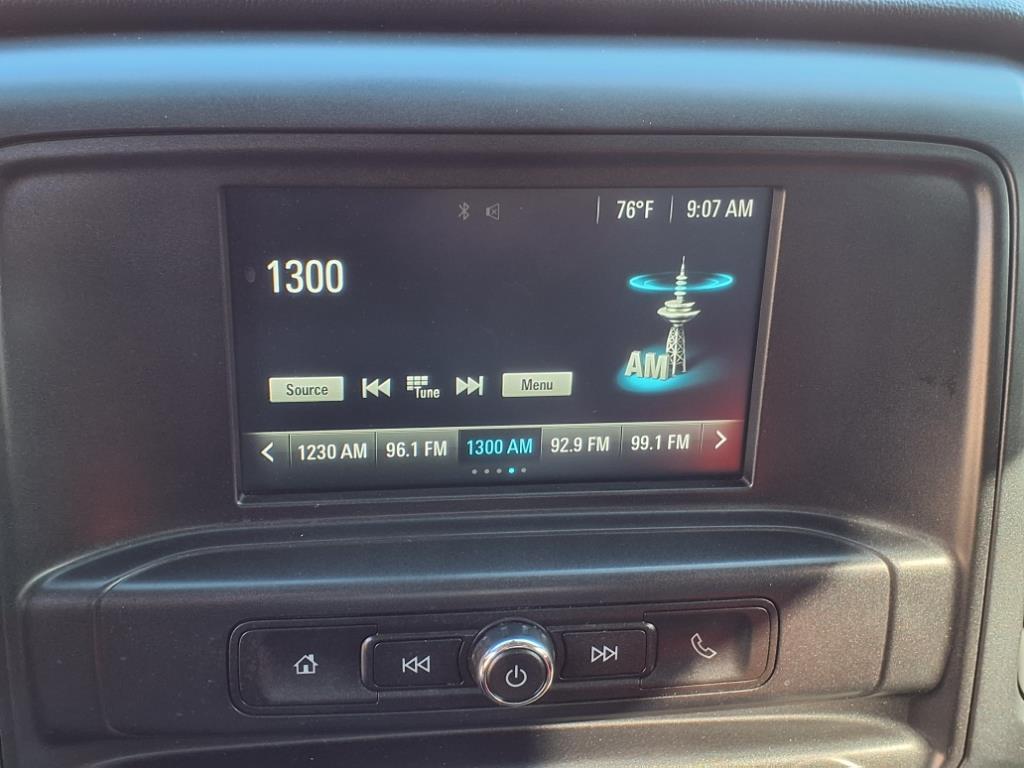 76°F 9:07 AM
1300
AM
Source Tune Menu
1230 AM 96.1 FM 1300 AM 92.9 FM 99.1 FM